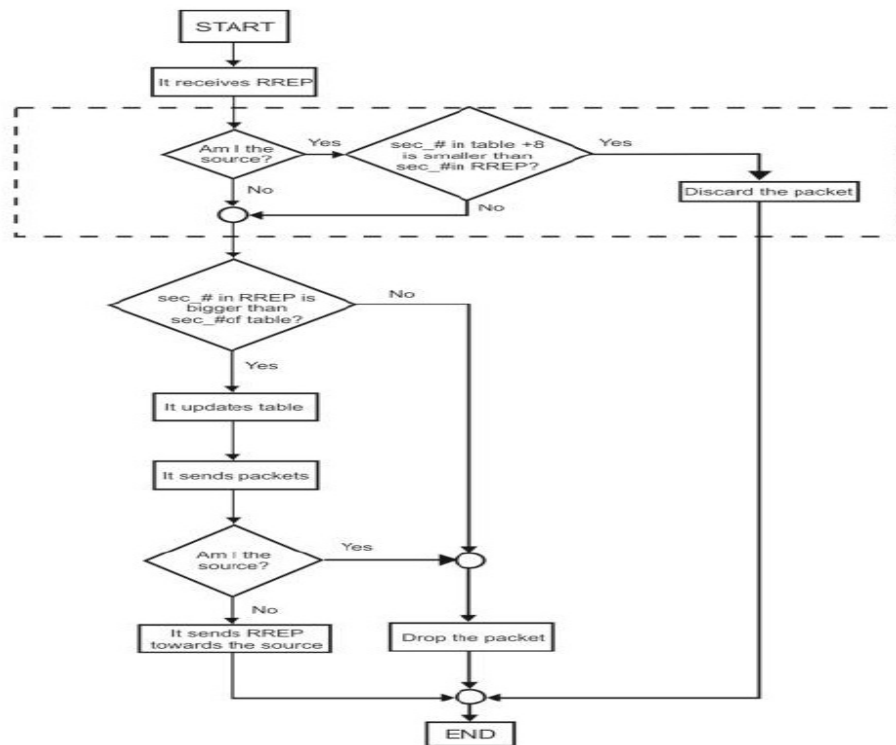 START
It receives RREP
Am I the
source?
Yes
sec_# in table +8
is smaller than
sec_#in RREP?
Yes
No
No
Discard the packet
sec_# in RREP is
bigger than
sec_#of table?
No
Yes
It updates table
It sends packets
Am I the
source?
Yes
No
It sends RREP
towards the source
Drop the packet
END